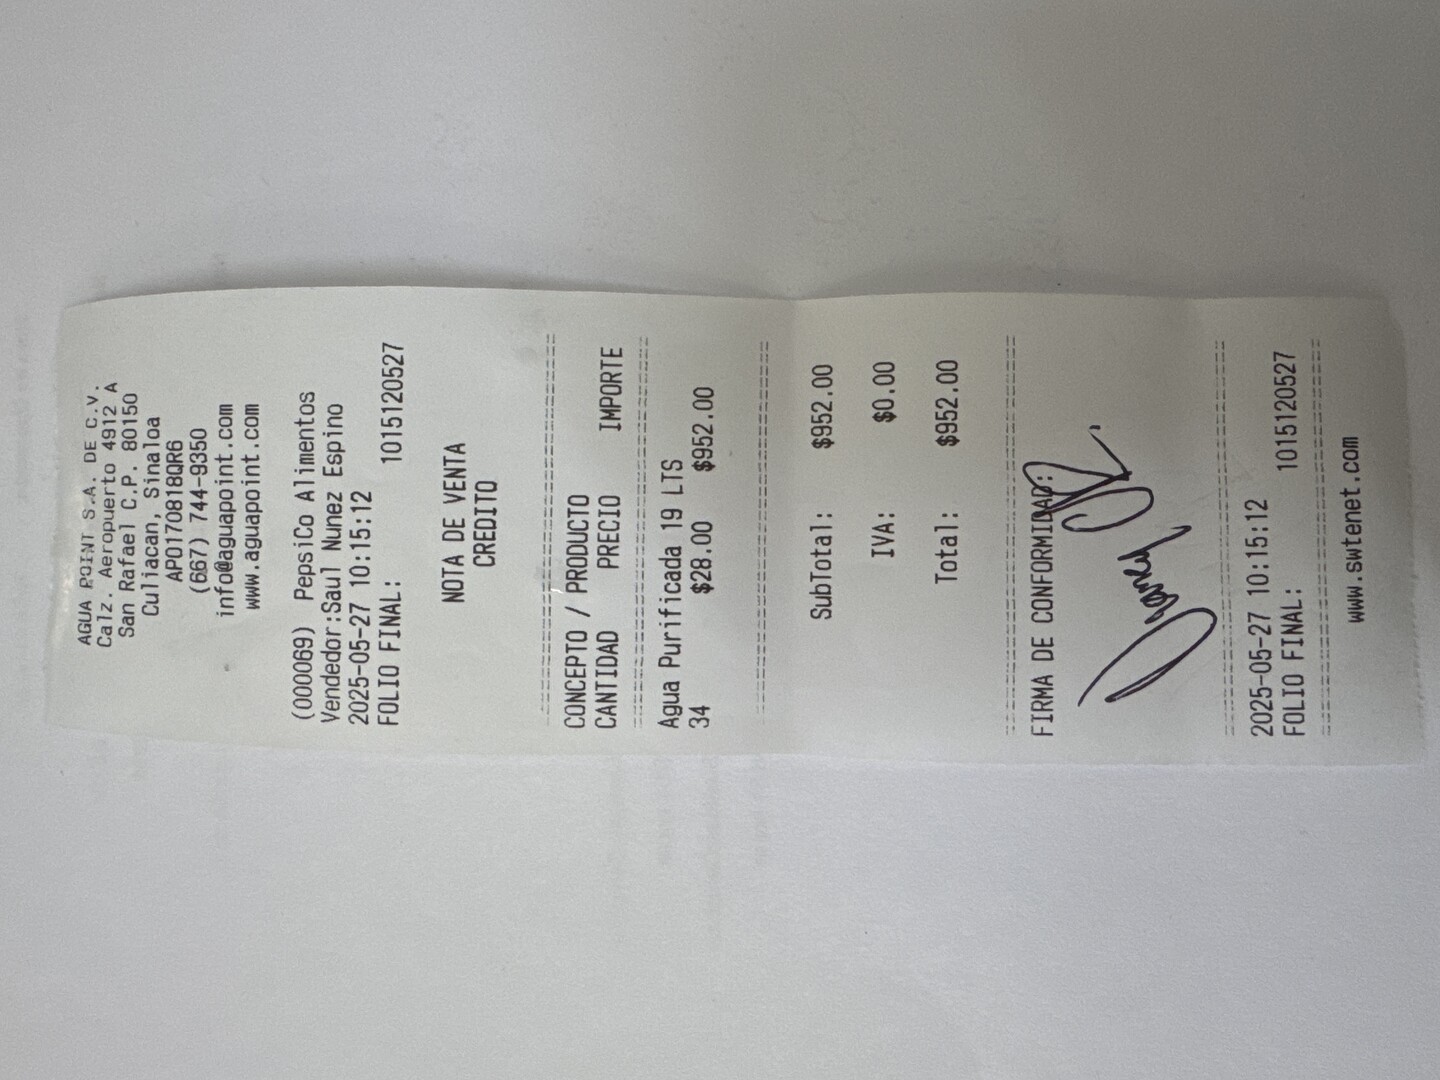 AGUA POINT S.A. DE C.V.
Calz. Aeropuerto 4912 A
San Rafael C.P. 80150
Culiacan, Sinaloa
APO170818QR6
(667) 744-9350
info@aguapoint.com
www.aguapoint.com
(000069) PepsiCo Alimentos
Vendedor:Saul Nunez Espino
2025-05-27 10:15:12
FOLIO FINAL: 1015120527
NOTA DE VENTA
CREDITO
CONCEPTO / PRODUCTO
CANTIDAD PRECIO IMPORTE
Agua Purificada 19 LTS
34 $28.00 $952.00
SubTotal: $952.00
IVA: $0.00
Total: $952.00
FIRMA DE CONFORMIDAD:
2025-05-27 10:15:12
FOLIO FINAL: 1015120527
www.swtenet.com